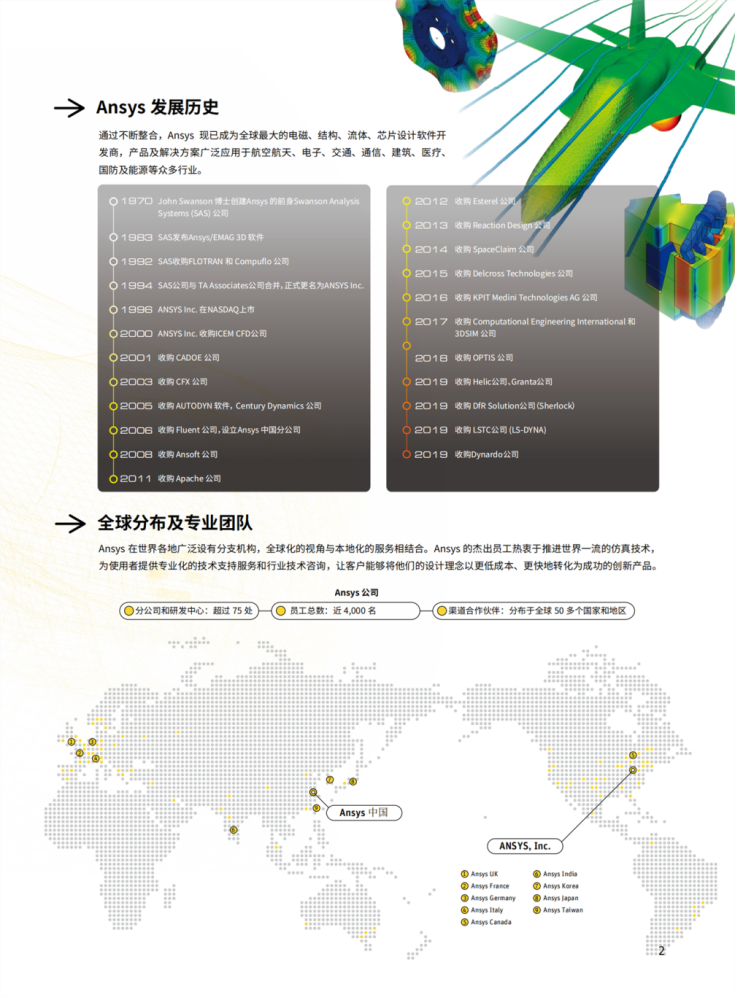 Ansys 发展历史
通过不断整合，Ansys 现已成为全球最大的电磁、结构、流体、芯片设计软件开
发商，产品及解决方案广泛应用于航空航天、电子、交通、通信、建筑、医疗、
国防及能源等众多行业。
1970 John Swanson 博士创建Ansys 的前身Swanson Analysis
Systems (SAS) 公司
1983 SAS发布Ansys/EMAG 3D 软件
1992 SAS收购FLOTRAN 和 Compuflo 公司
1994 SAS公司与 TA Associates公司合并，正式更名为ANSYS Inc.
1996 ANSYS Inc. 在NASDAQ上市
2000 ANSYS Inc. 收购ICEM CFD公司
2001 收购 CADOE 公司
2003 收购 CFX 公司
2005 收购 AUTODYN 软件，Century Dynamics 公司
2006 收购 Fluent 公司，设立Ansys 中国分公司
2008 收购 Ansoft 公司
2011 收购 Apache 公司
2012 收购 Esterel 公司
2013 收购 Reaction Design 公司
2014 收购 SpaceClaim 公司
2015 收购 Delcross Technologies 公司
2016 收购 KPIT Medini Technologies AG 公司
2017 收购 Computational Engineering International 和
3DSIM 公司
2018 收购 OPTIS 公司
2019 收购 Helic公司、Granta公司
2019 收购 DfR Solution公司（Sherlock）
2019 收购 LSTC公司 (LS-DYNA)
2019 收购Dynardo公司
全球分布及专业团队
Ansys 在世界各地广泛设有分支机构，全球化的视角与本地化的服务相结合。Ansys 的杰出员工热衷于推进世界一流的仿真技术，
为使用者提供专业化的技术支持服务和行业技术咨询，让客户能够将他们的设计理念以更低成本、更快地转化为成功的创新产品。
Ansys 公司
分公司和研发中心：超过 75 处
员工总数：近 4,000 名
渠道合作伙伴：分布于全球 50 多个国家和地区
1
3
2
4
5
7
8
9
6
Ansys 中国
ANSYS, Inc.
1 Ansys UK
2 Ansys France
3 Ansys Germany
4 Ansys Italy
5 Ansys Canada
6 Ansys India
7 Ansys Korea
8 Ansys Japan
9 Ansys Taiwan
2